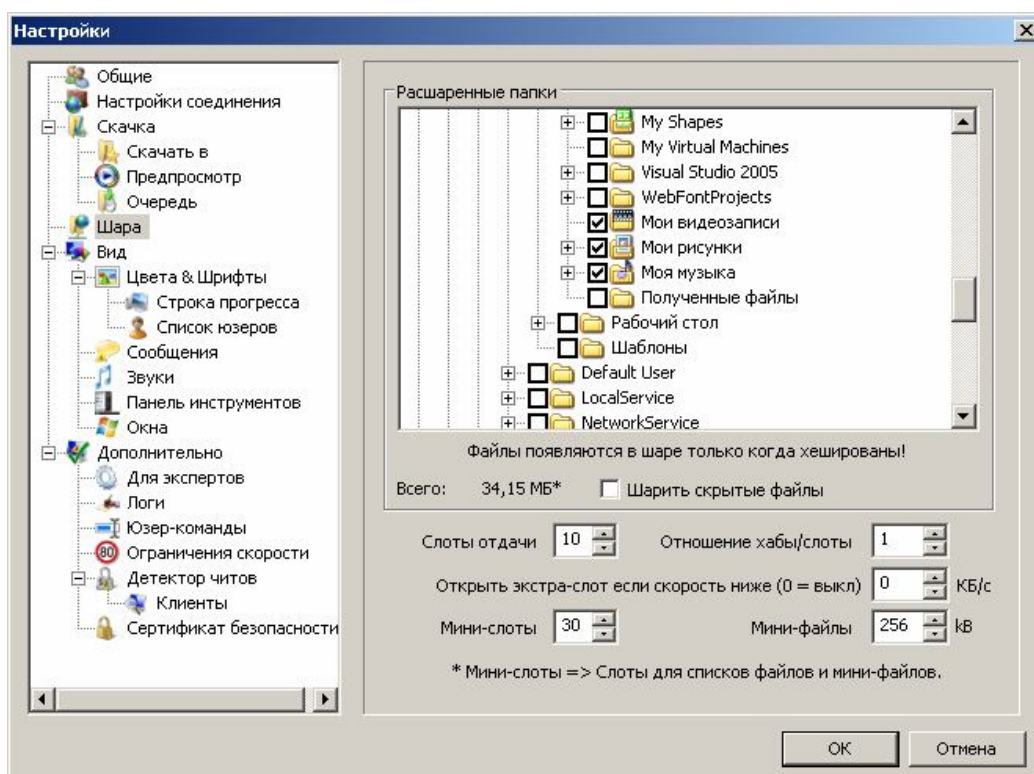 Настройки
Общие
Настройки соединения
Скачка
Скачать в
Предпросмотр
Очередь
Шара
Вид
Цвета & Шрифты
Строка прогресса
Список юзеров
Сообщения
Звуки
Панель инструментов
Окна
Дополнительно
Для экспертов
Логи
Юзер-команды
80 Ограничения скорости
Детектор читов
Клиенты
Сертификат безопасности
Расшаренные папки
My Shapes
My Virtual Machines
Visual Studio 2005
WebFontProjects
Мои видеозаписи
Мои рисунки
Моя музыка
Полученные файлы
Рабочий стол
Шаблоны
Default User
LocalService
NetworkService
Файлы появляются в шаре только когда хешированы!
Всего: 34,15 МБ* Шарить скрытые файлы
Слоты отдачи 10 Отношение хабы/слоты 1
Открыть экстра-слот если скорость ниже (0 = выкл) 0 КБ/с
Мини-слоты 30 Мини-файлы 256 kB
* Мини-слоты => Слоты для списков файлов и мини-файлов.
OK Отмена